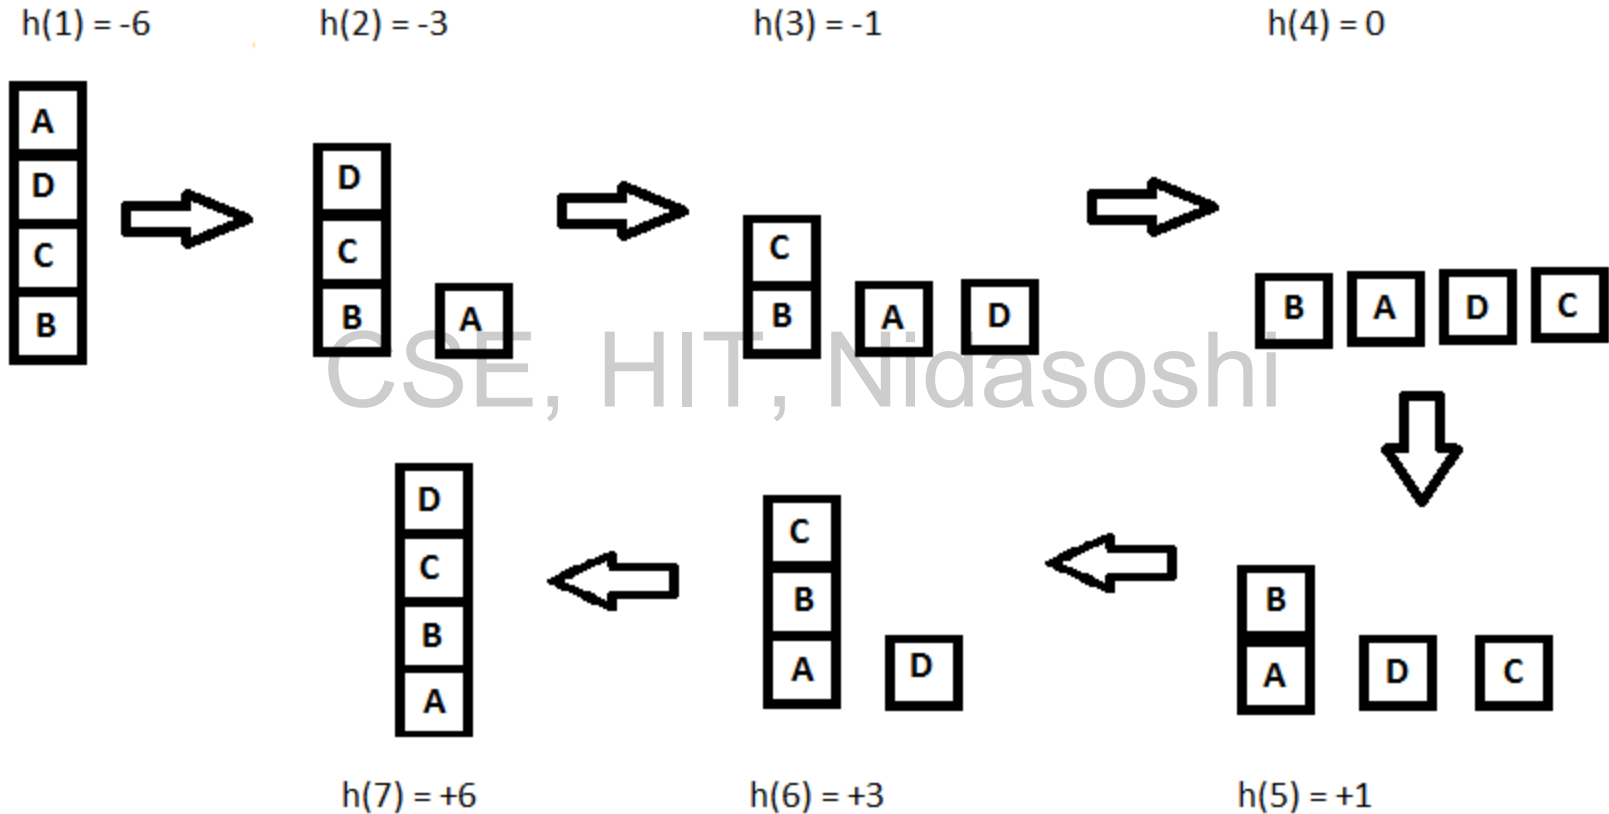 h(1) = -6
h(2) = -3
h(3) = -1
h(4) = 0
A
D
C
B
D
C
B
A
C
B
A
D
B
A
D
C
CSE, HIT, Nidasoshi
D
C
B
A
C
B
A
D
B
A
D
C
h(7) = +6
h(6) = +3
h(5) = +1